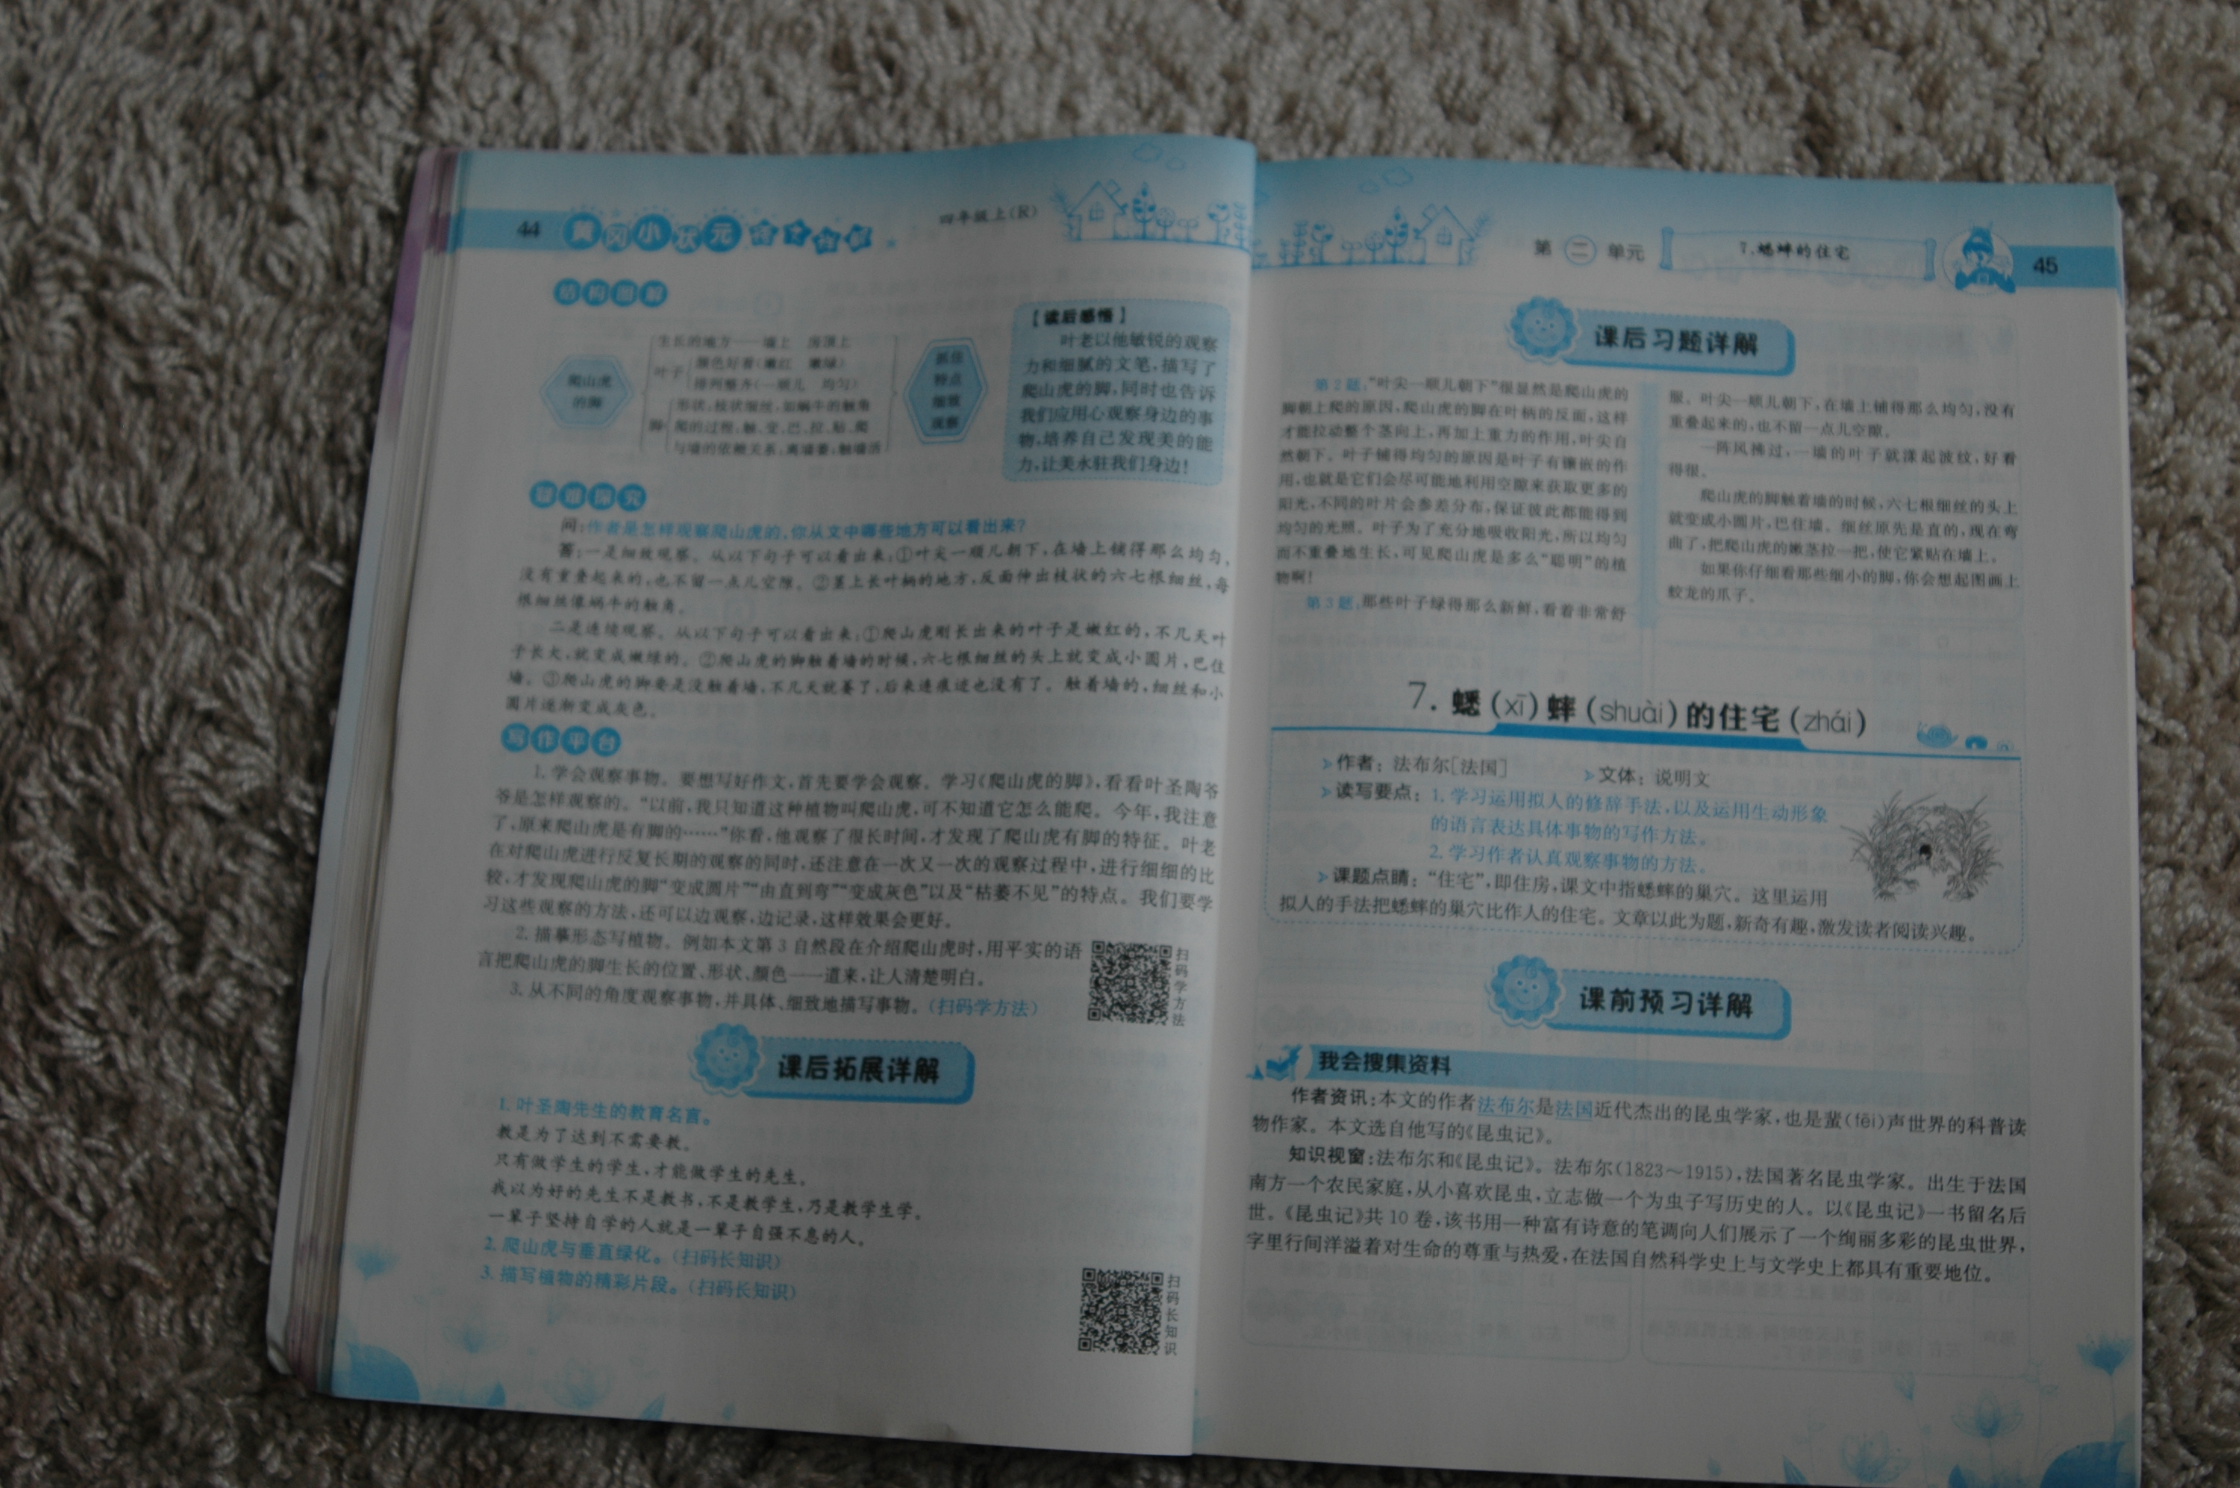 44
黄冈小状元
四年级上(R)
结构图解
爬山虎
的脚
生长的地方——墙上
叶子
脚
【读后感悟】
叶老以他敏锐的观察
力和细腻的文笔,描写了
爬山虎的脚,同时也告诉
我们应用心观察身边的事
物,培养自己发现美的能
力,让美永驻我们身边!
问:作者是怎样观察爬山虎的,你从文中哪些地方可以看出来?
答:一是细致观察。从以下句子可以看出来:①叶尖一顺儿朝下,在墙上铺得那么均匀,
没有重叠起来的,也不留一点儿空隙。②茎上长叶柄的地方,反面伸出枝状的六七根细丝,每
根细丝像蜗牛的触角。
二是连续观察。从以下句子可以看出来:①爬山虎刚长出来的叶子是嫩红的,不几天叶
子长大,就变成嫩绿的。②爬山虎的脚触着墙的时候,六七根细丝的头上就变成小圆片,巴住
墙。③爬山虎的脚要是没触着墙,不几天就萎了,后来连痕迹也没有了。触着墙的,细丝和小
圆片逐渐变成灰色。
写作平台
1. 学会观察事物。要想写好作文,首先要学会观察。学习《爬山虎的脚》,看看叶圣陶爷
爷是怎样观察的。“以前,我只知道这种植物叫爬山虎,可不知道它怎么能爬。今年,我注意
了,原来爬山虎是有脚的……”你看,他观察了很长时间,才发现了爬山虎有脚的特征。叶老
在对爬山虎进行反复长期的观察的同时,还注意在一次又一次的观察过程中,进行细细的比
较,才发现爬山虎的脚“变成圆片”“由直到弯”“变成灰色”以及“枯萎不见”的特点。我们要学
习这些观察的方法,还可以边观察,边记录,这样效果会更好。
2. 描摹形态写植物。例如本文第 3 自然段在介绍爬山虎时,用平实的语
言把爬山虎的脚生长的位置、形状、颜色一一道来,让人清楚明白。
3. 从不同的角度观察事物,并具体、细致地描写事物。(扫码学方法)
扫码学方法
课后拓展详解
1. 叶圣陶先生的教育名言。
教是为了达到不需要教。
只有做学生的学生,才能做学生的先生。
我以为好的先生不是教书,不是教学生,乃是教学生学。
一辈子坚持自学的人就是一辈子自强不息的人。
2. 爬山虎与垂直绿化。(扫码长知识)
3. 描写植物的精彩片段。(扫码长知识)
扫码长知识
第 三 单元
7. 蟋蟀的住宅
45
课后习题详解
第 2 题,“叶尖一顺儿朝下”很显然是爬山虎的
脚朝上爬的原因,爬山虎的脚在叶柄的反面,这样
才能拉动整个茎向上,再加上重力的作用,叶尖自
然朝下。叶子铺得均匀的原因是叶子有镶嵌的作
用,也就是它们会尽可能地利用空隙来获取更多的
阳光,不同的叶片会参差分布,保证彼此都能得到
均匀的光照。叶子为了充分地吸收阳光,所以均匀
而不重叠地生长,可见爬山虎是多么“聪明”的植
物啊!
第 3 题,那些叶子绿得那么新鲜,看着非常舒
服。叶尖一顺儿朝下,在墙上铺得那么均匀,没有
重叠起来的,也不留一点儿空隙。
一阵风拂过,一墙的叶子就漾起波纹,好看
得很。
爬山虎的脚触着墙的时候,六七根细丝的头上
就变成小圆片,巴住墙。细丝原先是直的,现在弯
曲了,把爬山虎的嫩茎拉一把,使它紧贴在墙上。
如果你仔细看那些细小的脚,你会想起图画上
蛟龙的爪子。
7. 蟋(xī)蟀(shuài)的住宅(zhái)
作者:法布尔[法国]
文体:说明文
读写要点:1. 学习运用拟人的修辞手法,以及运用生动形象
的语言表达具体事物的写作方法。
2. 学习作者认真观察事物的方法。
课题点睛:“住宅”,即住房,课文中指蟋蟀的巢穴。这里运用
拟人的手法把蟋蟀的巢穴比作人的住宅。文章以此为题,新奇有趣,激发读者阅读兴趣。
课前预习详解
我会搜集资料
作者资讯:本文的作者法布尔是法国近代杰出的昆虫学家,也是蜚(fěi)声世界的科普读
物作家。本文选自他写的《昆虫记》。
知识视窗:法布尔和《昆虫记》。法布尔(1823~1915),法国著名昆虫学家。出生于法国
南方一个农民家庭,从小喜欢昆虫,立志做一个为虫子写历史的人。以《昆虫记》一书留名后
世。《昆虫记》共 10 卷,该书用一种富有诗意的笔调向人们展示了一个绚丽多彩的昆虫世界,
字里行间洋溢着对生命的尊重与热爱,在法国自然科学史上与文学史上都具有重要地位。